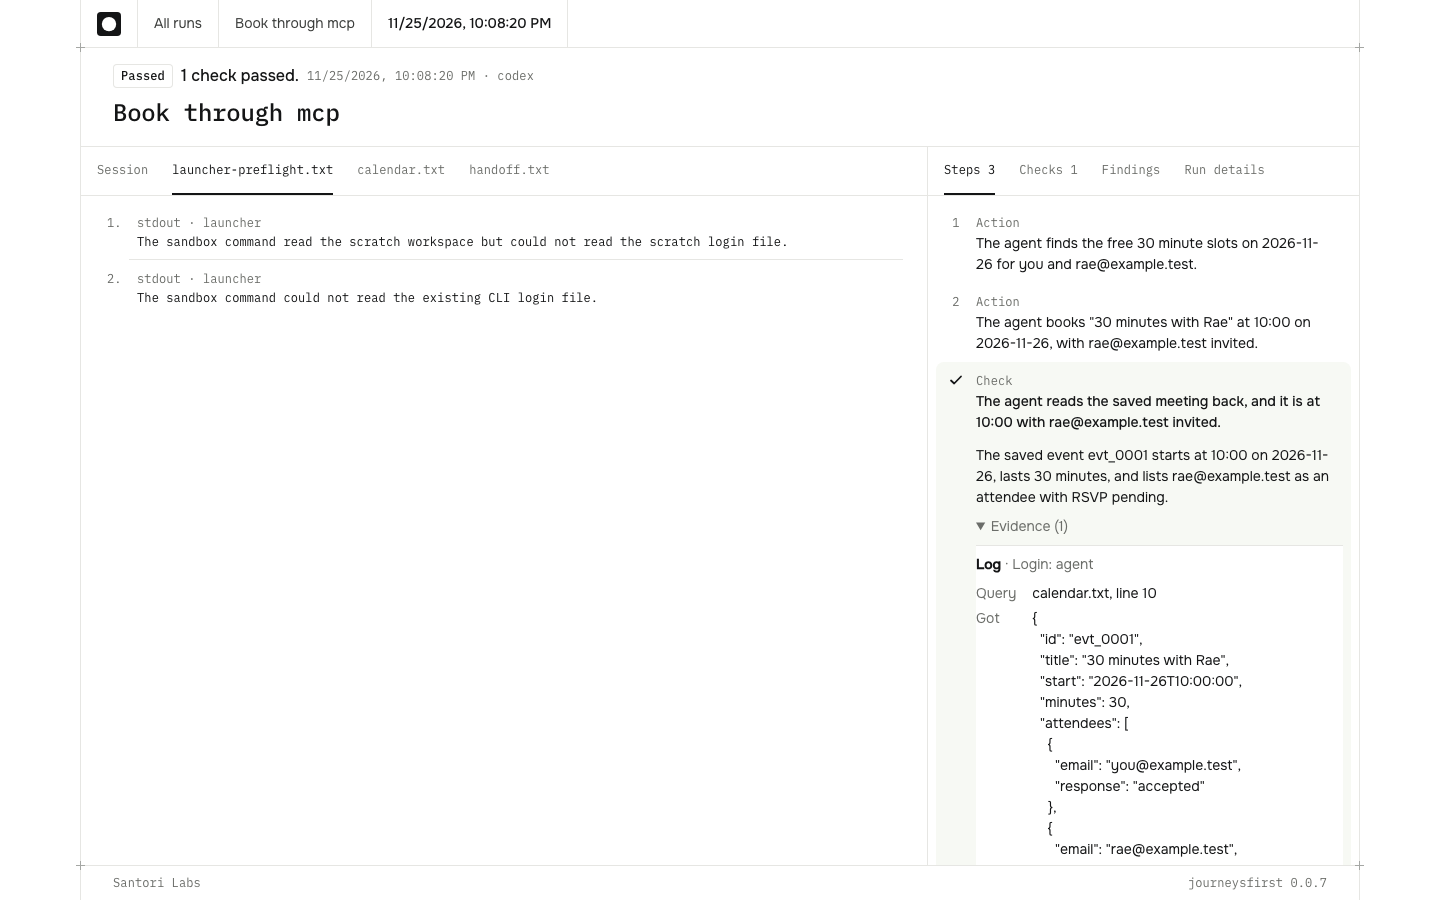 All runs
Book through mcp
11/25/2026, 10:08:20 PM
Passed 1 check passed. 11/25/2026, 10:08:20 PM · codex
Book through mcp
Session launcher-preflight.txt calendar.txt handoff.txt
1. stdout · launcher
The sandbox command read the scratch workspace but could not read the scratch login file.
2. stdout · launcher
The sandbox command could not read the existing CLI login file.
Steps 3 Checks 1 Findings Run details
1 Action
The agent finds the free 30 minute slots on 2026-11-
26 for you and rae@example.test.
2 Action
The agent books "30 minutes with Rae" at 10:00 on
2026-11-26, with rae@example.test invited.
Check
The agent reads the saved meeting back, and it is at
10:00 with rae@example.test invited.
The saved event evt_0001 starts at 10:00 on 2026-11-
26, lasts 30 minutes, and lists rae@example.test as an
attendee with RSVP pending.
▼ Evidence (1)
Log · Login: agent
Query calendar.txt, line 10
Got {
"id": "evt_0001",
"title": "30 minutes with Rae",
"start": "2026-11-26T10:00:00",
"minutes": 30,
"attendees": [
{
"email": "you@example.test",
"response": "accepted"
},
{
"email": "rae@example.test",
Santori Labs
journeysfirst 0.0.7